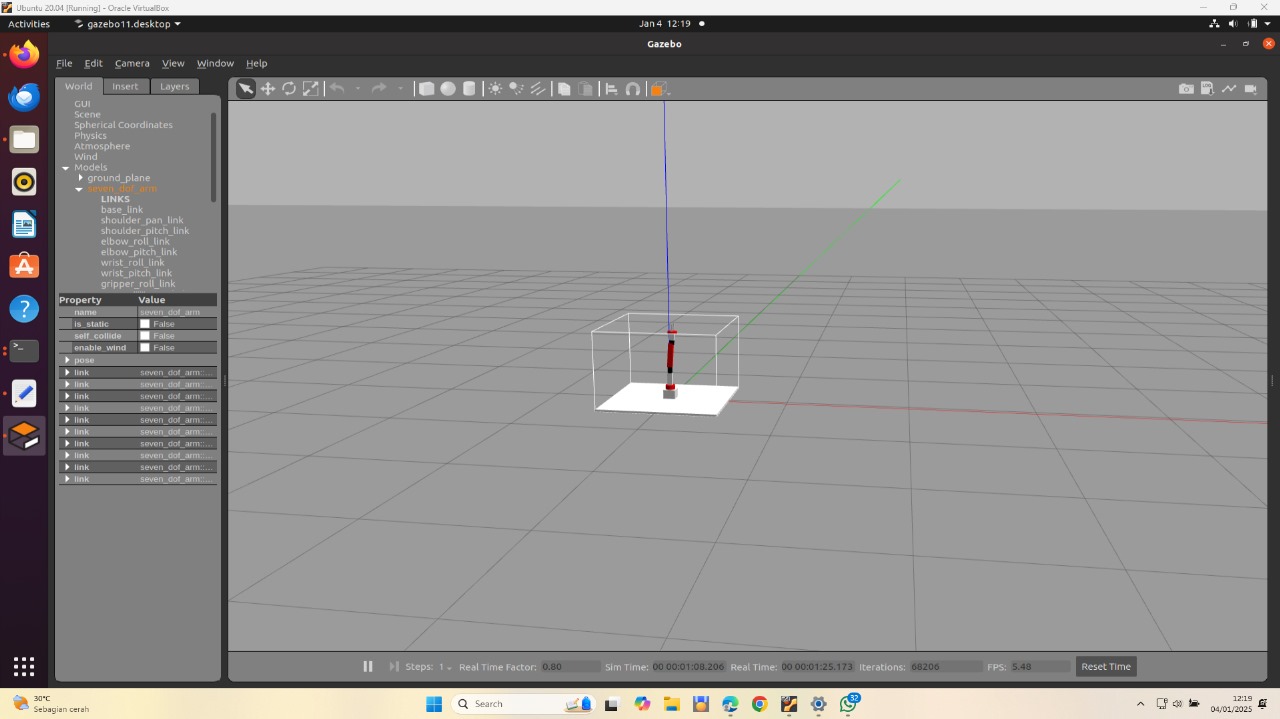 Ubuntu 20.04 [Running] - Oracle VirtualBox
Activities gazebo11.desktop Jan 4 12:19
Gazebo
File Edit Camera View Window Help
World Insert Layers
GUI
Scene
Spherical Coordinates
Physics
Atmosphere
Wind
Models
ground_plane
seven_dof_arm
LINKS
base_link
shoulder_pan_link
shoulder_pitch_link
elbow_roll_link
elbow_pitch_link
wrist_roll_link
wrist_pitch_link
gripper_roll_link
Property Value
name seven_dof_arm
is_static False
self_collide False
enable_wind False
pose
link seven_dof_arm::...
link seven_dof_arm::...
link seven_dof_arm::...
link seven_dof_arm::...
link seven_dof_arm::...
link seven_dof_arm::...
link seven_dof_arm::...
link seven_dof_arm::...
link seven_dof_arm::...
link seven_dof_arm::...
Steps: 1 Real Time Factor: 0.80 Sim Time: 00 00:01:08.206 Real Time: 00 00:01:25.173 Iterations: 68206 FPS: 5.48 Reset Time
30°C
Sebagian cerah
Search
32
12:19
04/01/2025